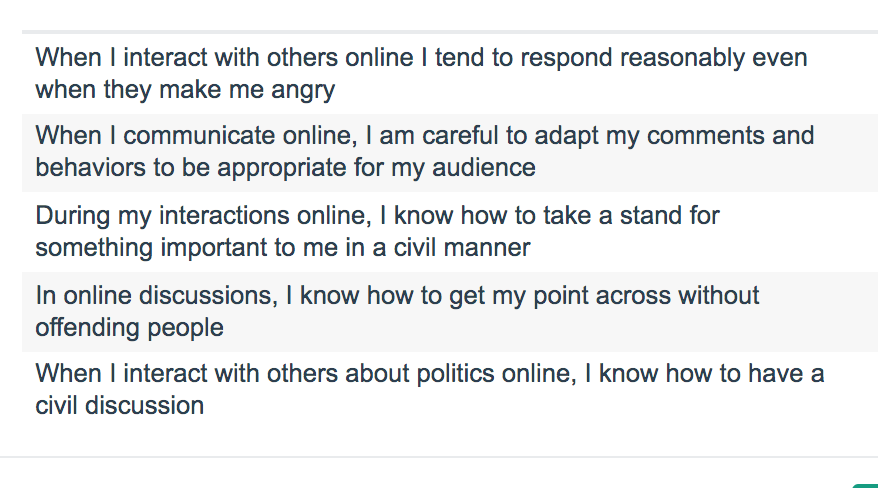 When I interact with others online I tend to respond reasonably even
when they make me angry
When I communicate online, I am careful to adapt my comments and
behaviors to be appropriate for my audience
During my interactions online, I know how to take a stand for
something important to me in a civil manner
In online discussions, I know how to get my point across without
offending people
When I interact with others about politics online, I know how to have a
civil discussion